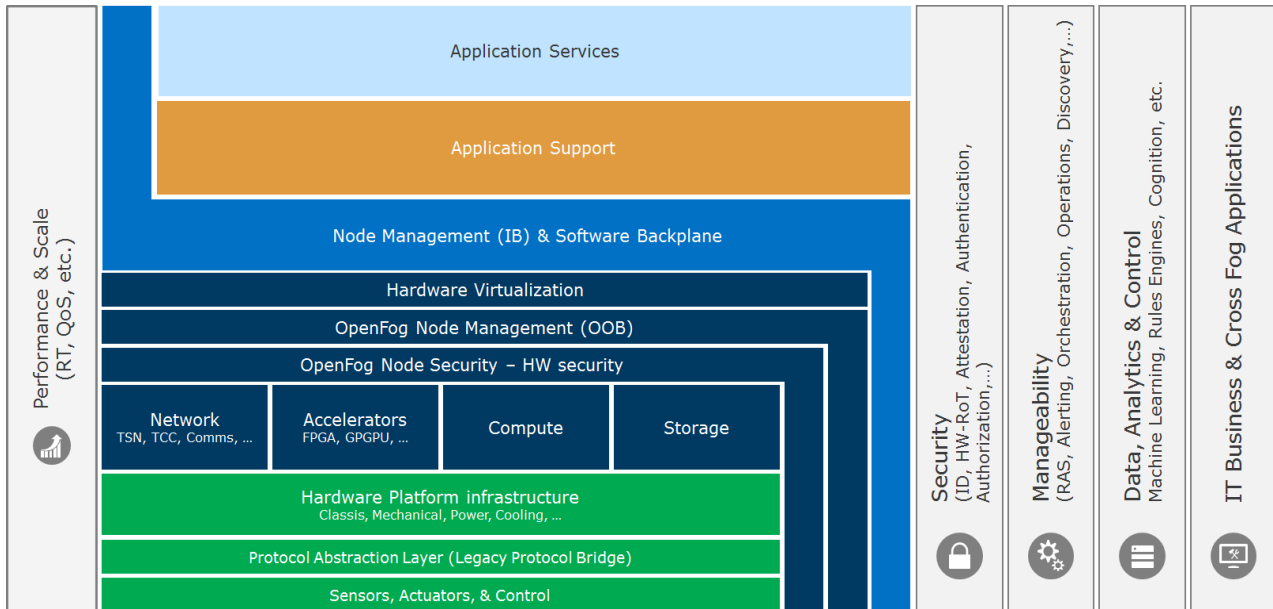 Performance & Scale
(RT, QoS, etc.)
Application Services
Application Support
Node Management (IB) & Software Backplane
Hardware Virtualization
OpenFog Node Management (OOB)
OpenFog Node Security – HW security
Network
TSN, TCC, Comms, ...
Accelerators
FPGA, GPGPU, ...
Compute
Storage
Hardware Platform infrastructure
Classis, Mechanical, Power, Cooling, ...
Protocol Abstraction Layer (Legacy Protocol Bridge)
Sensors, Actuators, & Control
Security
(ID, HW-RoT, Attestation, Authentication,
Authorization,...)
Manageability
(RAS, Alerting, Orchestration, Operations, Discovery,...)
Data, Analytics & Control
Machine Learning, Rules Engines, Cognition, etc.
IT Business & Cross Fog Applications